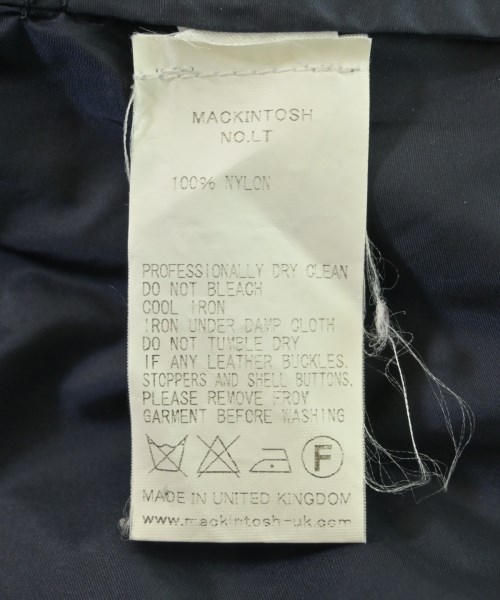 MACKINTOSH
NO.LT
100% NYLON
PROFESSIONALLY DRY CLEAN
DO NOT BLEACH
COOL IRON
IRON UNDER DAMP CLOTH
DO NOT TUMBLE DRY
IF ANY LEATHER BUCKLES.
STOPPERS AND SHELL BUTTONS.
PLEASE REMOVE FROM
GARMENT BEFORE WASHING
F
MADE IN UNITED KINGDOM
www.mackintosh-uk.com